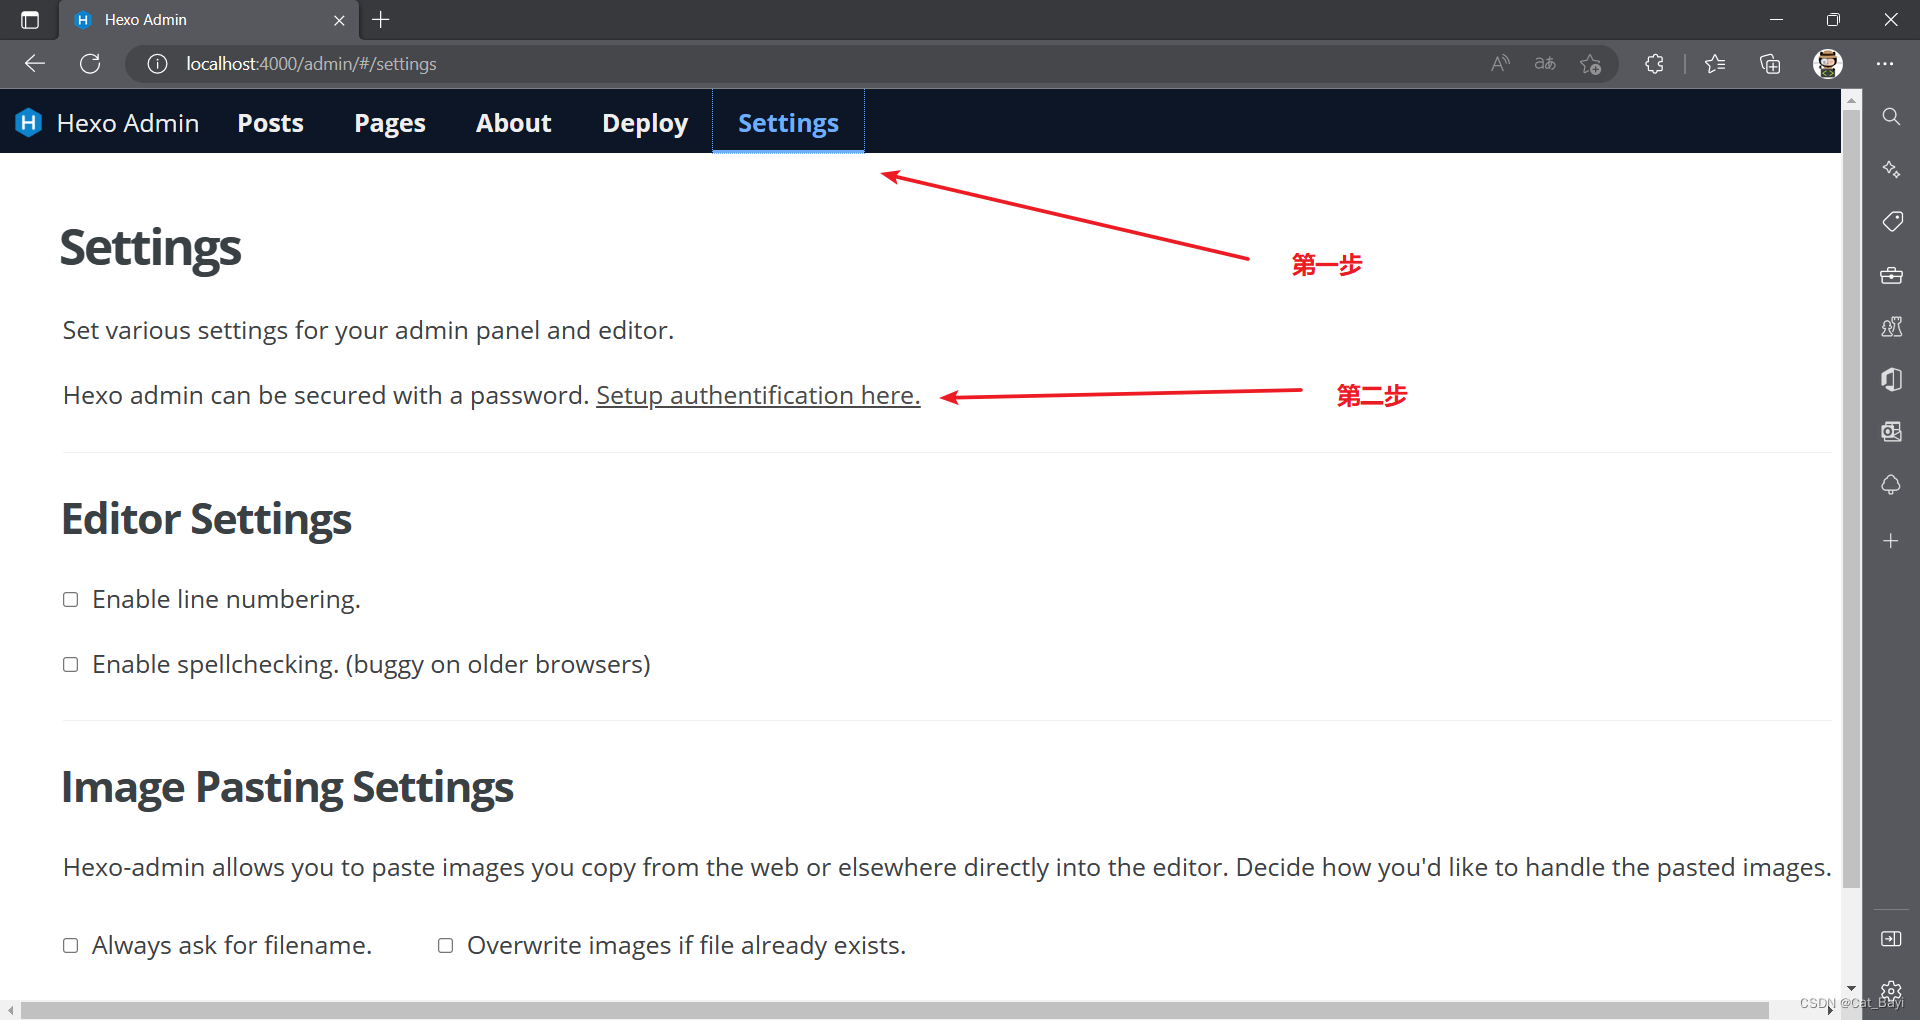 Hexo Admin
localhost:4000/admin/#/settings
Hexo Admin Posts Pages About Deploy Settings
第一步
Settings
Set various settings for your admin panel and editor.
Hexo admin can be secured with a password. Setup authentification here.
第二步
Editor Settings
Enable line numbering.
Enable spellchecking. (buggy on older browsers)
Image Pasting Settings
Hexo-admin allows you to paste images you copy from the web or elsewhere directly into the editor. Decide how you'd like to handle the pasted images.
Always ask for filename. Overwrite images if file already exists.
CSDN @Cat_Bayi